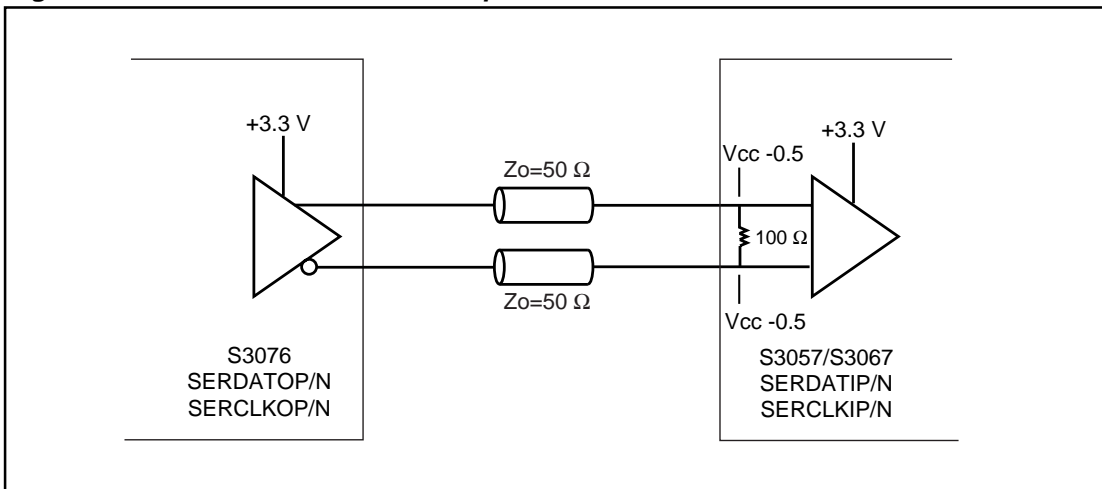 +3.3 V
+3.3 V
Vcc -0.5
Zo=50 Ω
100 Ω
Zo=50 Ω
Vcc -0.5
S3076
SERDATOP/N
SERCLKOP/N
S3057/S3067
SERDATIP/N
SERCLKIP/N